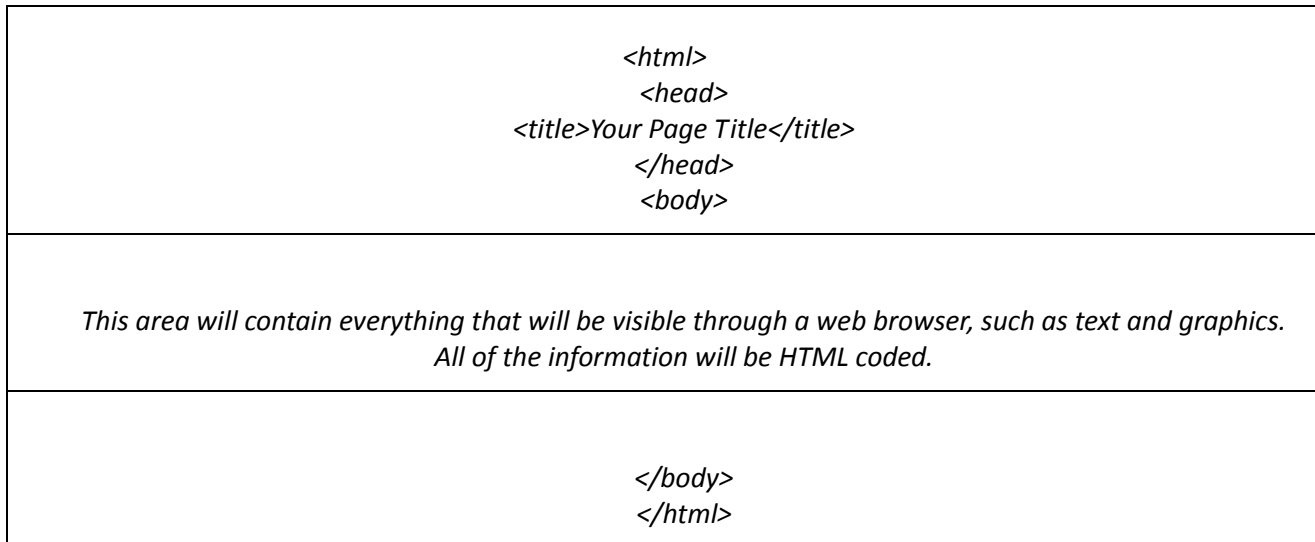 <html>
<head>
<title>Your Page Title</title>
</head>
<body>
This area will contain everything that will be visible through a web browser, such as text and graphics.
All of the information will be HTML coded.
</body>
</html>